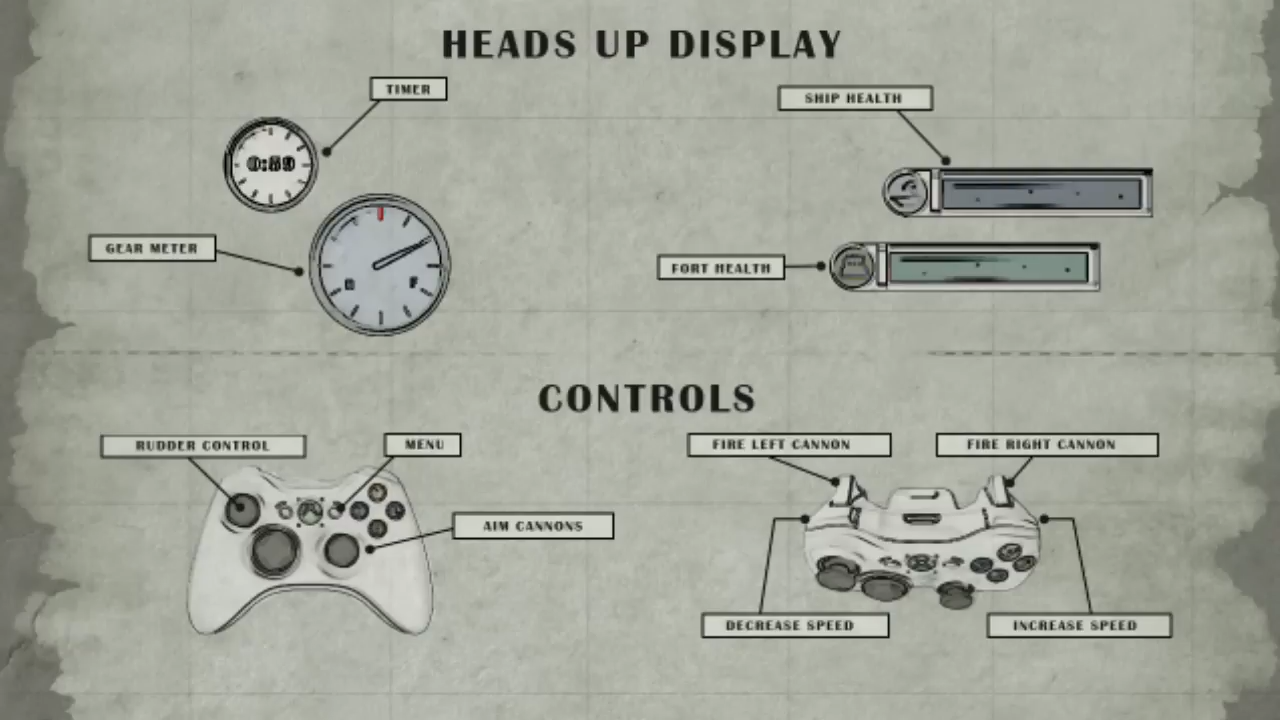 HEADS UP DISPLAY
TIMER
SHIP HEALTH
0:59
GEAR METER
FORT HEALTH
R
F
CONTROLS
RUDDER CONTROL
MENU
FIRE LEFT CANNON
FIRE RIGHT CANNON
AIM CANNONS
DECREASE SPEED
INCREASE SPEED